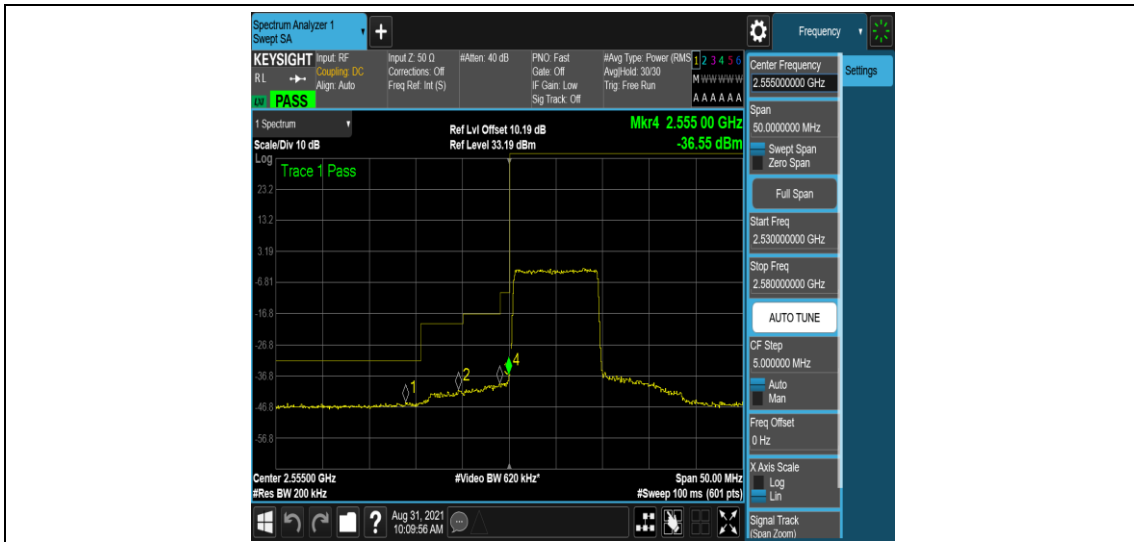 Spectrum Analyzer 1
Swept SA
+
Frequency
KEYSIGHT
RL
PASS
Input: RF
Coupling: DC
Align: Auto
Input Z: 50 Ω
Corrections: Off
Freq Ref: Int (S)
#Atten: 40 dB
PNO: Fast
Gate: Off
IF Gain: Low
Sig Track: Off
#Avg Type: Power (RMS
Avg|Hold: 30/30
Trig: Free Run
1 2 3 4 5 6
M W W W W W
A A A A A A
1 Spectrum
Scale/Div 10 dB
Ref Lvl Offset 10.19 dB
Ref Level 33.19 dBm
Mkr4 2.555 00 GHz
-36.55 dBm
Log
Trace 1 Pass
23.2
13.2
3.19
-6.81
-16.8
-26.8
-36.8
-46.8
-56.8
1
2
3
4
Center 2.55500 GHz
#Res BW 200 kHz
#Video BW 620 kHz*
Span 50.00 MHz
#Sweep 100 ms (601 pts)
Center Frequency
2.555000000 GHz
Settings
Span
50.0000000 MHz
Swept Span
Zero Span
Full Span
Start Freq
2.530000000 GHz
Stop Freq
2.580000000 GHz
AUTO TUNE
CF Step
5.000000 MHz
Auto
Man
Freq Offset
0 Hz
X Axis Scale
Log
Lin
Signal Track
(Span Zoom)
?
Aug 31, 2021
10:09:56 AM